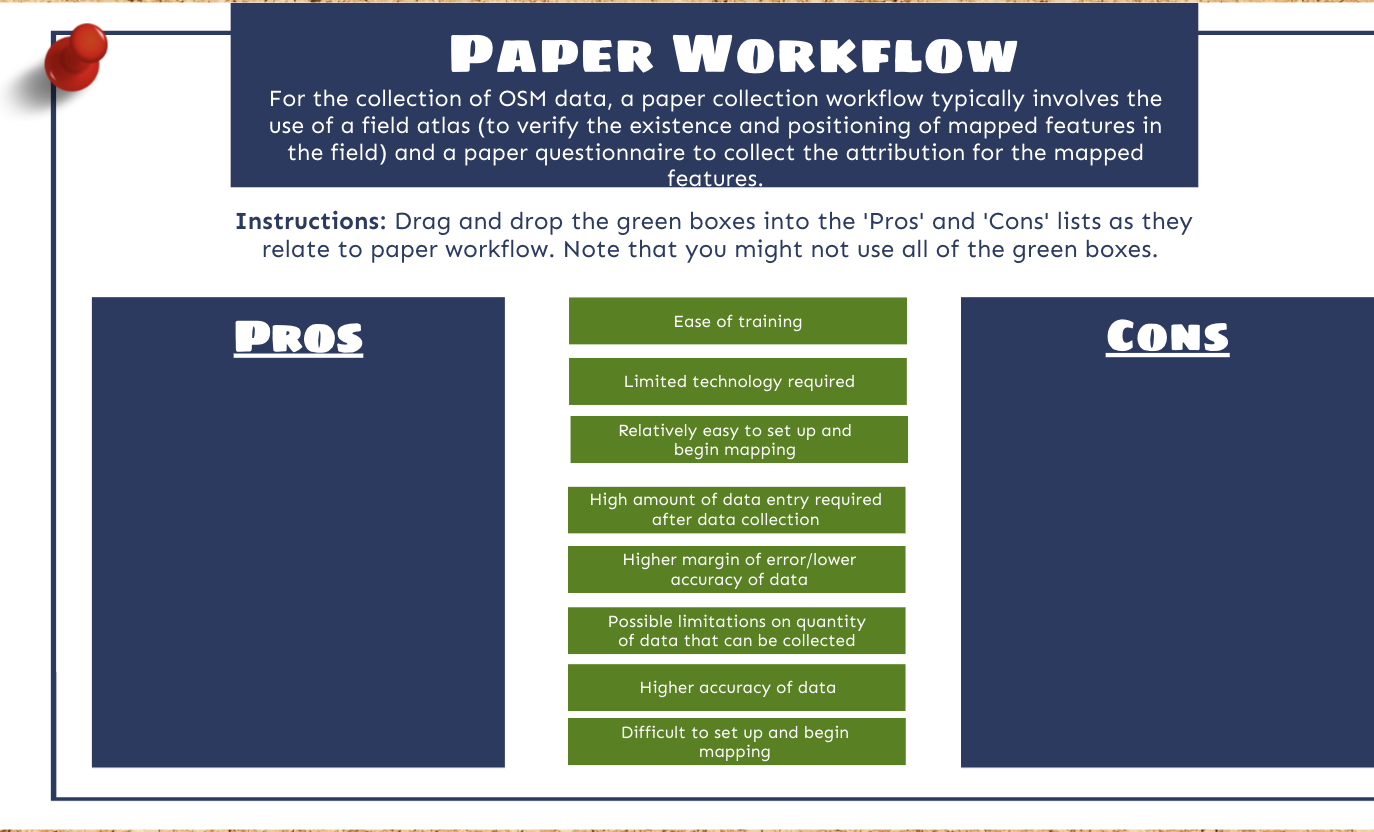 Paper Workflow
For the collection of OSM data, a paper collection workflow typically involves the
use of a field atlas (to verify the existence and positioning of mapped features in
the field) and a paper questionnaire to collect the attribution for the mapped
features.
Instructions: Drag and drop the green boxes into the 'Pros' and 'Cons' lists as they
relate to paper workflow. Note that you might not use all of the green boxes.
Pros
Ease of training
Limited technology required
Relatively easy to set up and
begin mapping
High amount of data entry required
after data collection
Higher margin of error/lower
accuracy of data
Possible limitations on quantity
of data that can be collected
Higher accuracy of data
Difficult to set up and begin
mapping
Cons